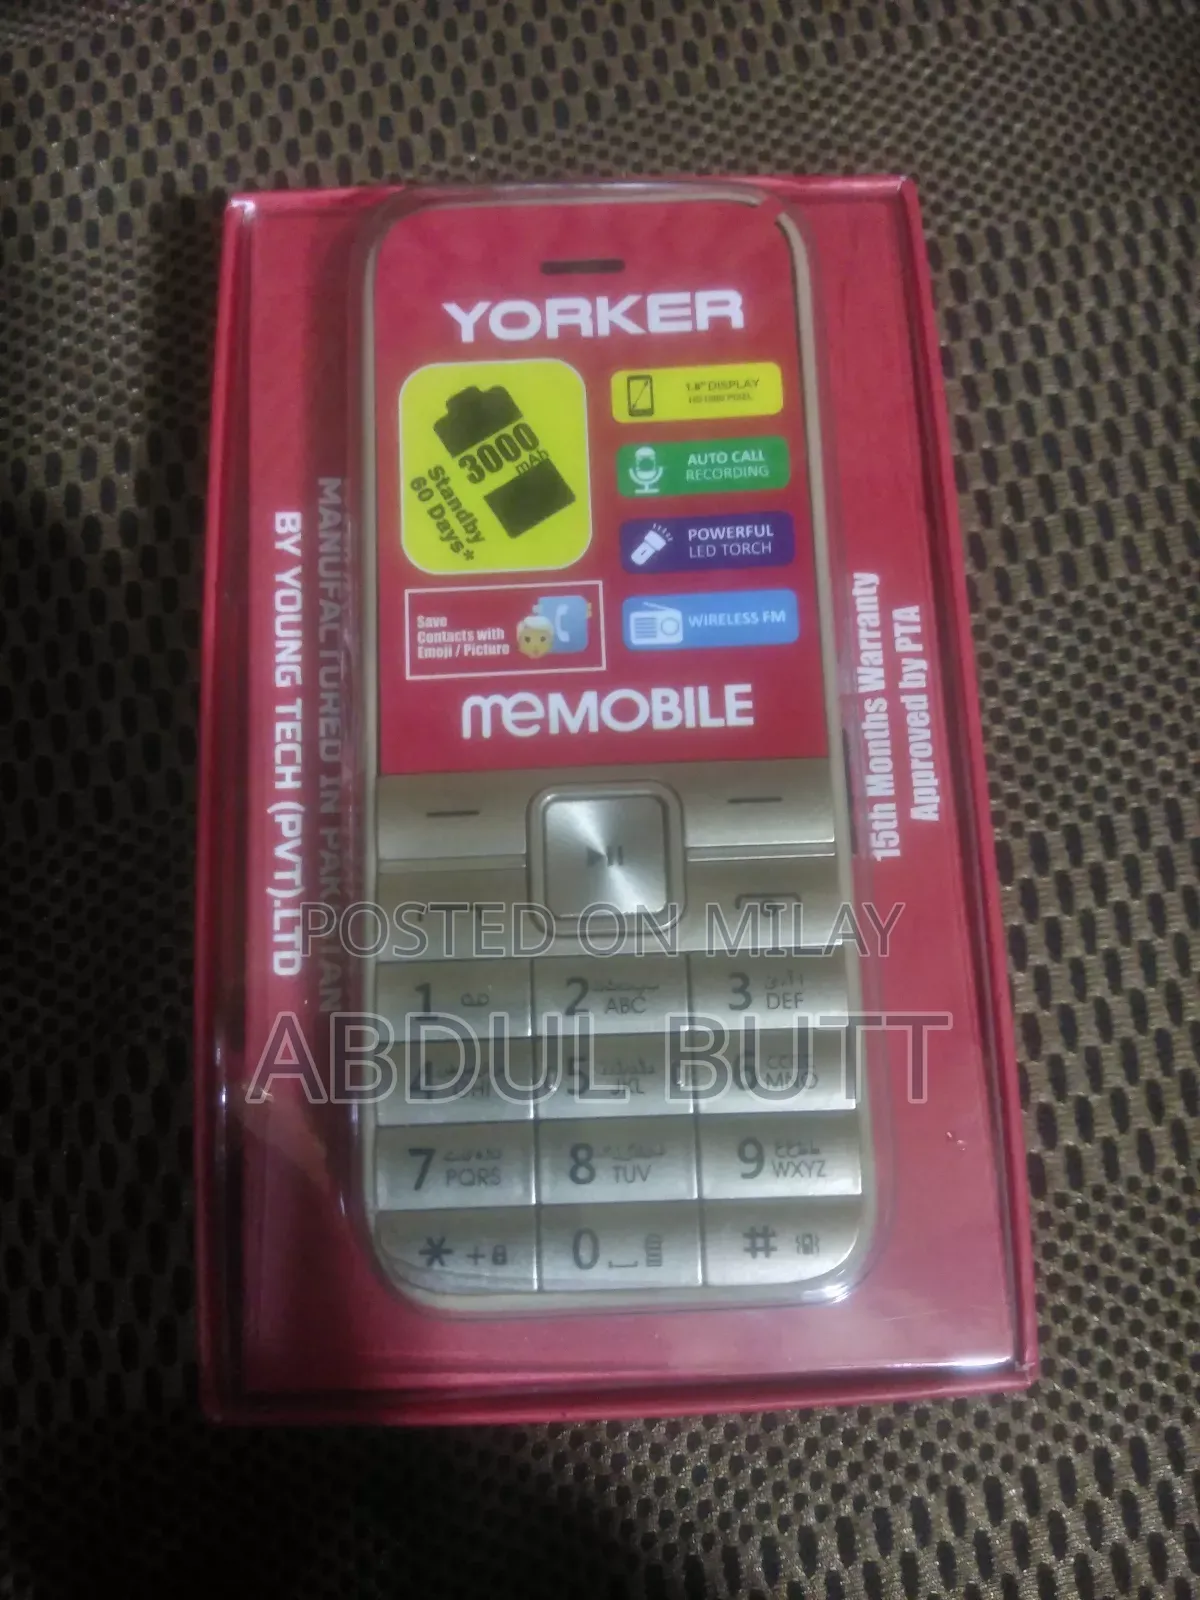 YORKER
3000
mAh
Standby
60 Days*
1.8" DISPLAY
AUTO CALL
RECORDING
POWERFUL
LED TORCH
WIRELESS FM
Save
Contacts with
Emoji / Picture
meMOBILE
MANUFACTURED IN PAKISTAN
BY YOUNG TECH (PVT).LTD
15th Months Warranty
Approved by PTA
POSTED ON MILAY
ABDUL BUTT
1
2 ABC
3 DEF
4 GHI
5 JKL
6 MNO
7 PQRS
8 TUV
9 WXYZ
* +
0
#